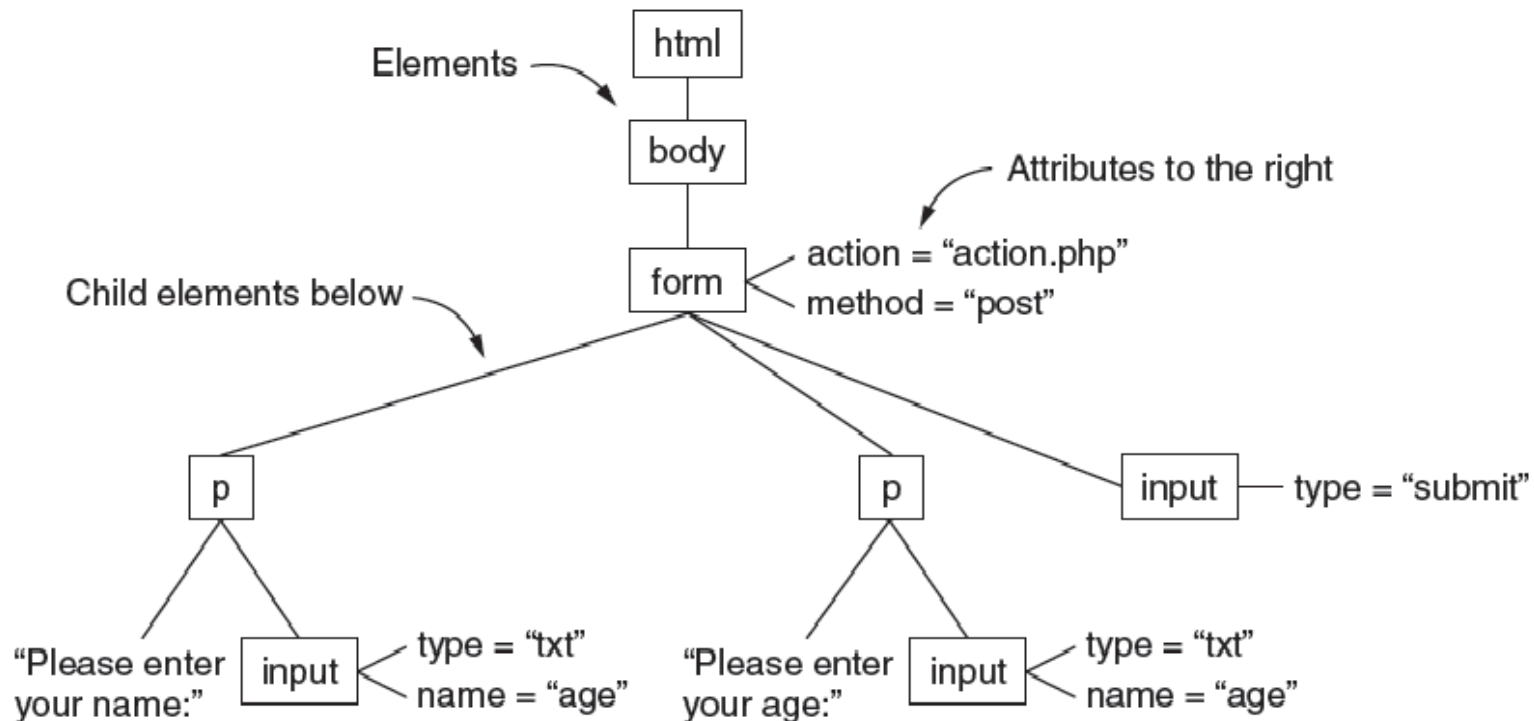 html
Elements
body
Attributes to the right
action = “action.php”
form
method = “post”
Child elements below
p
p
input
type = “submit”
“Please enter
your name:”
input
type = “txt”
name = “age”
“Please enter
your age:”
input
type = “txt”
name = “age”